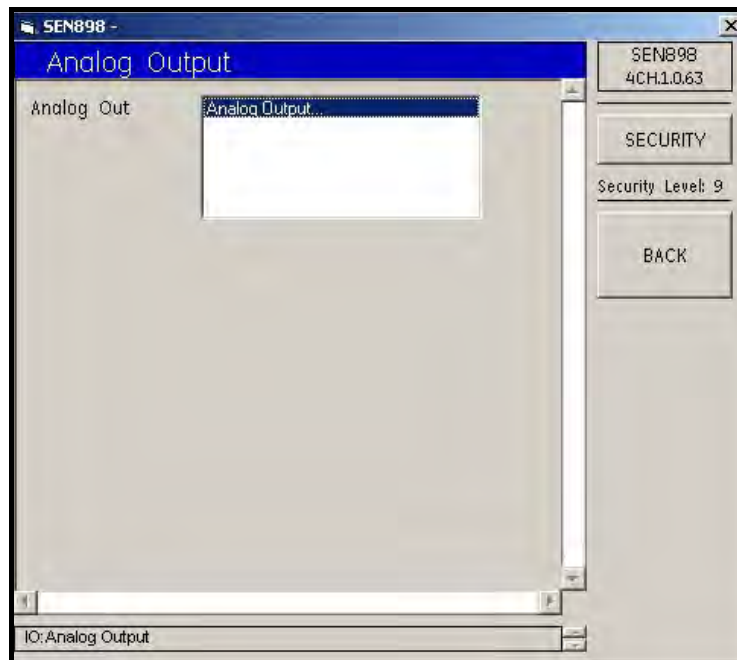 SEN898 -
Analog Output
Analog Out
Analog Output...
SEN898
4CH.1.0.63
SECURITY
Security Level: 9
BACK
IO:Analog Output